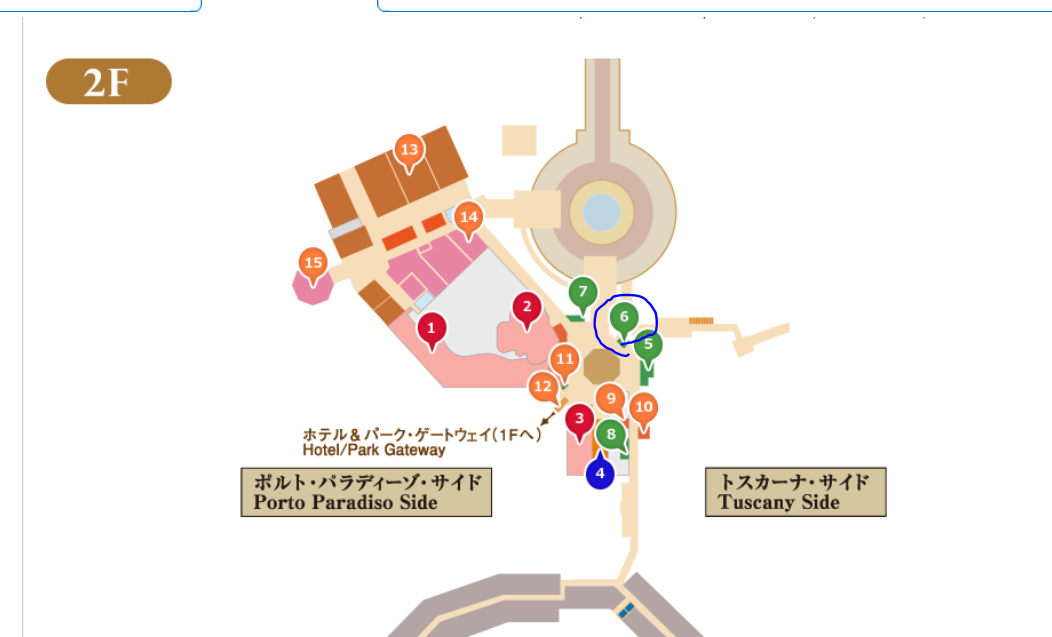 2F
13
14
15
7
2
6
1
5
11
12
9
10
3
8
4
ホテル&パーク・ゲートウェイ(1Fへ)
Hotel/Park Gateway
ポルト・パラディーゾ・サイド
Porto Paradiso Side
トスカーナ・サイド
Tuscany Side